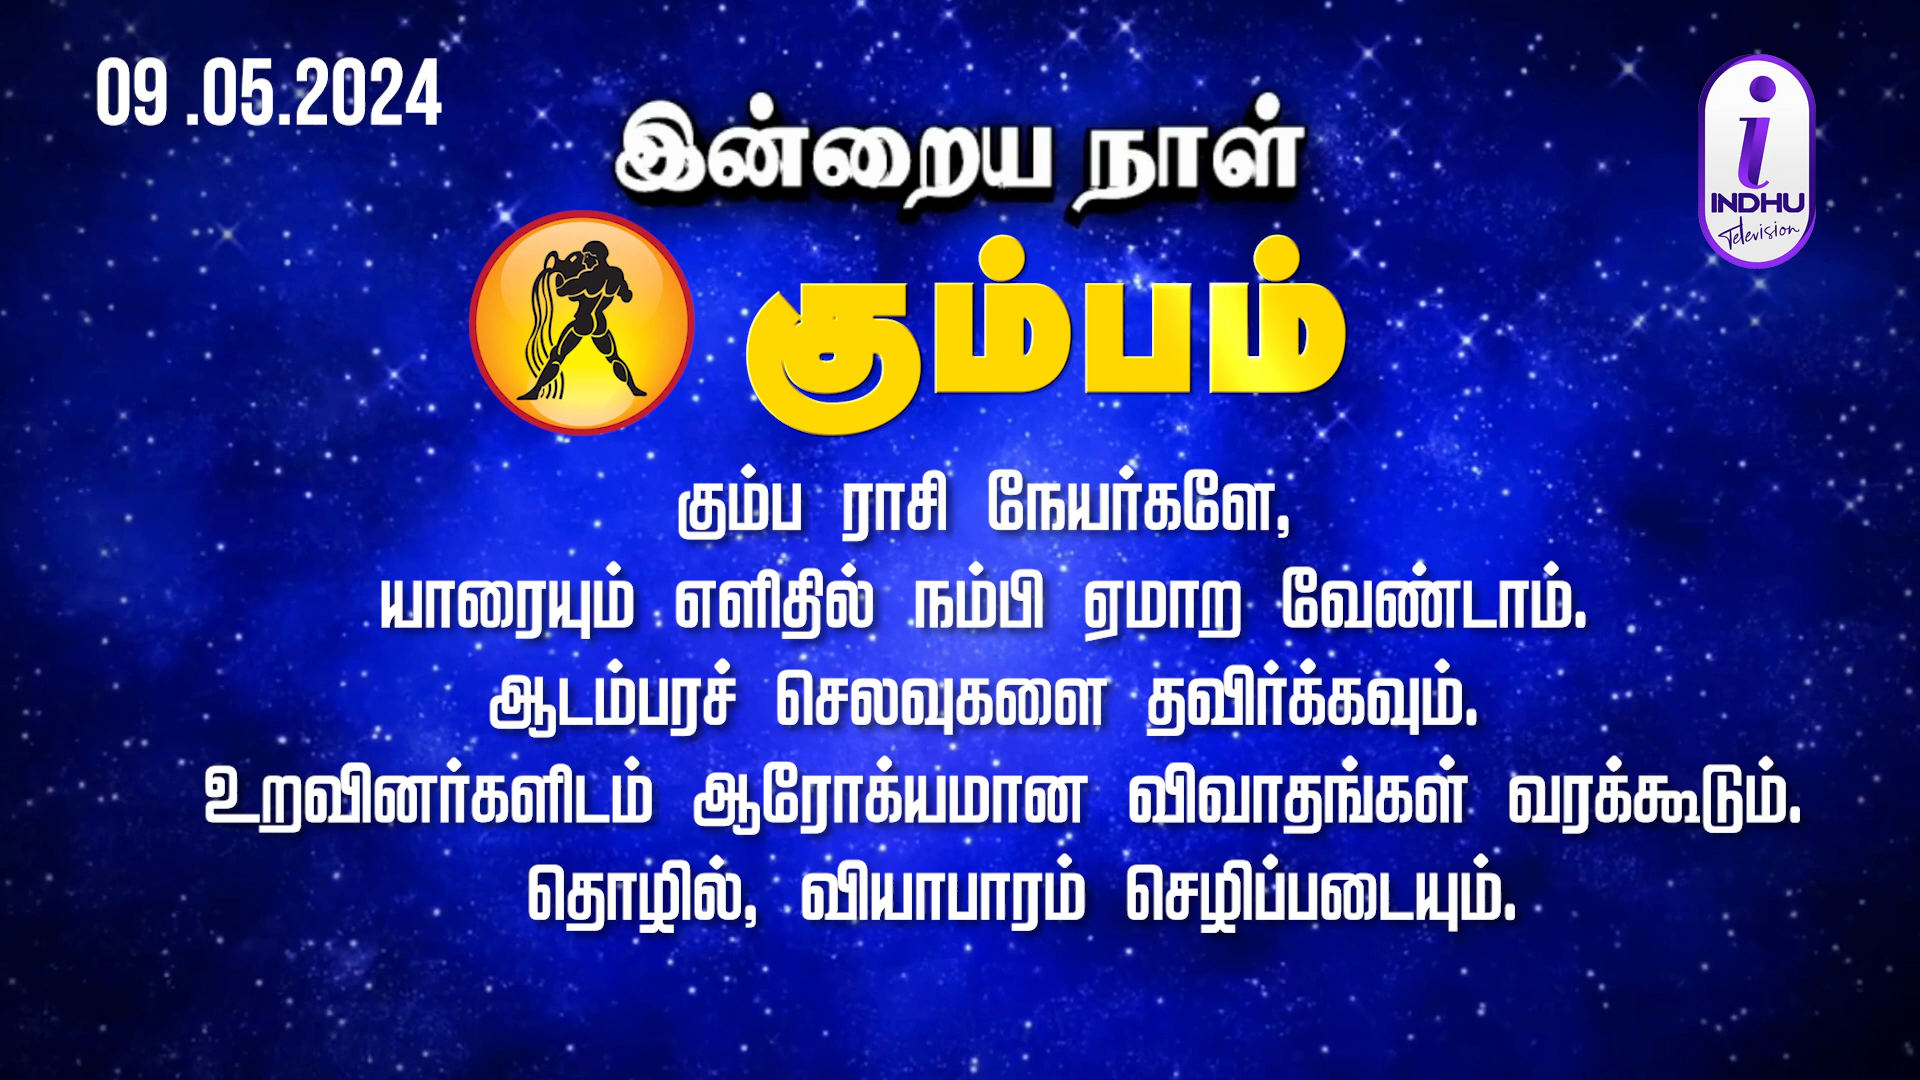 09 .05.2024
இன்றைய நாள்
i
INDHU
Television
கும்பம்
கும்ப ராசி நேயர்களே,
யாரையும் எளிதில் நம்பி ஏமாற வேண்டாம்.
ஆடம்பரச் செலவுகளை தவிர்க்கவும்.
உறவினர்களிடம் ஆரோக்யமான விவாதங்கள் வரக்கூடும்.
தொழில், வியாபாரம் செழிப்படையும்.